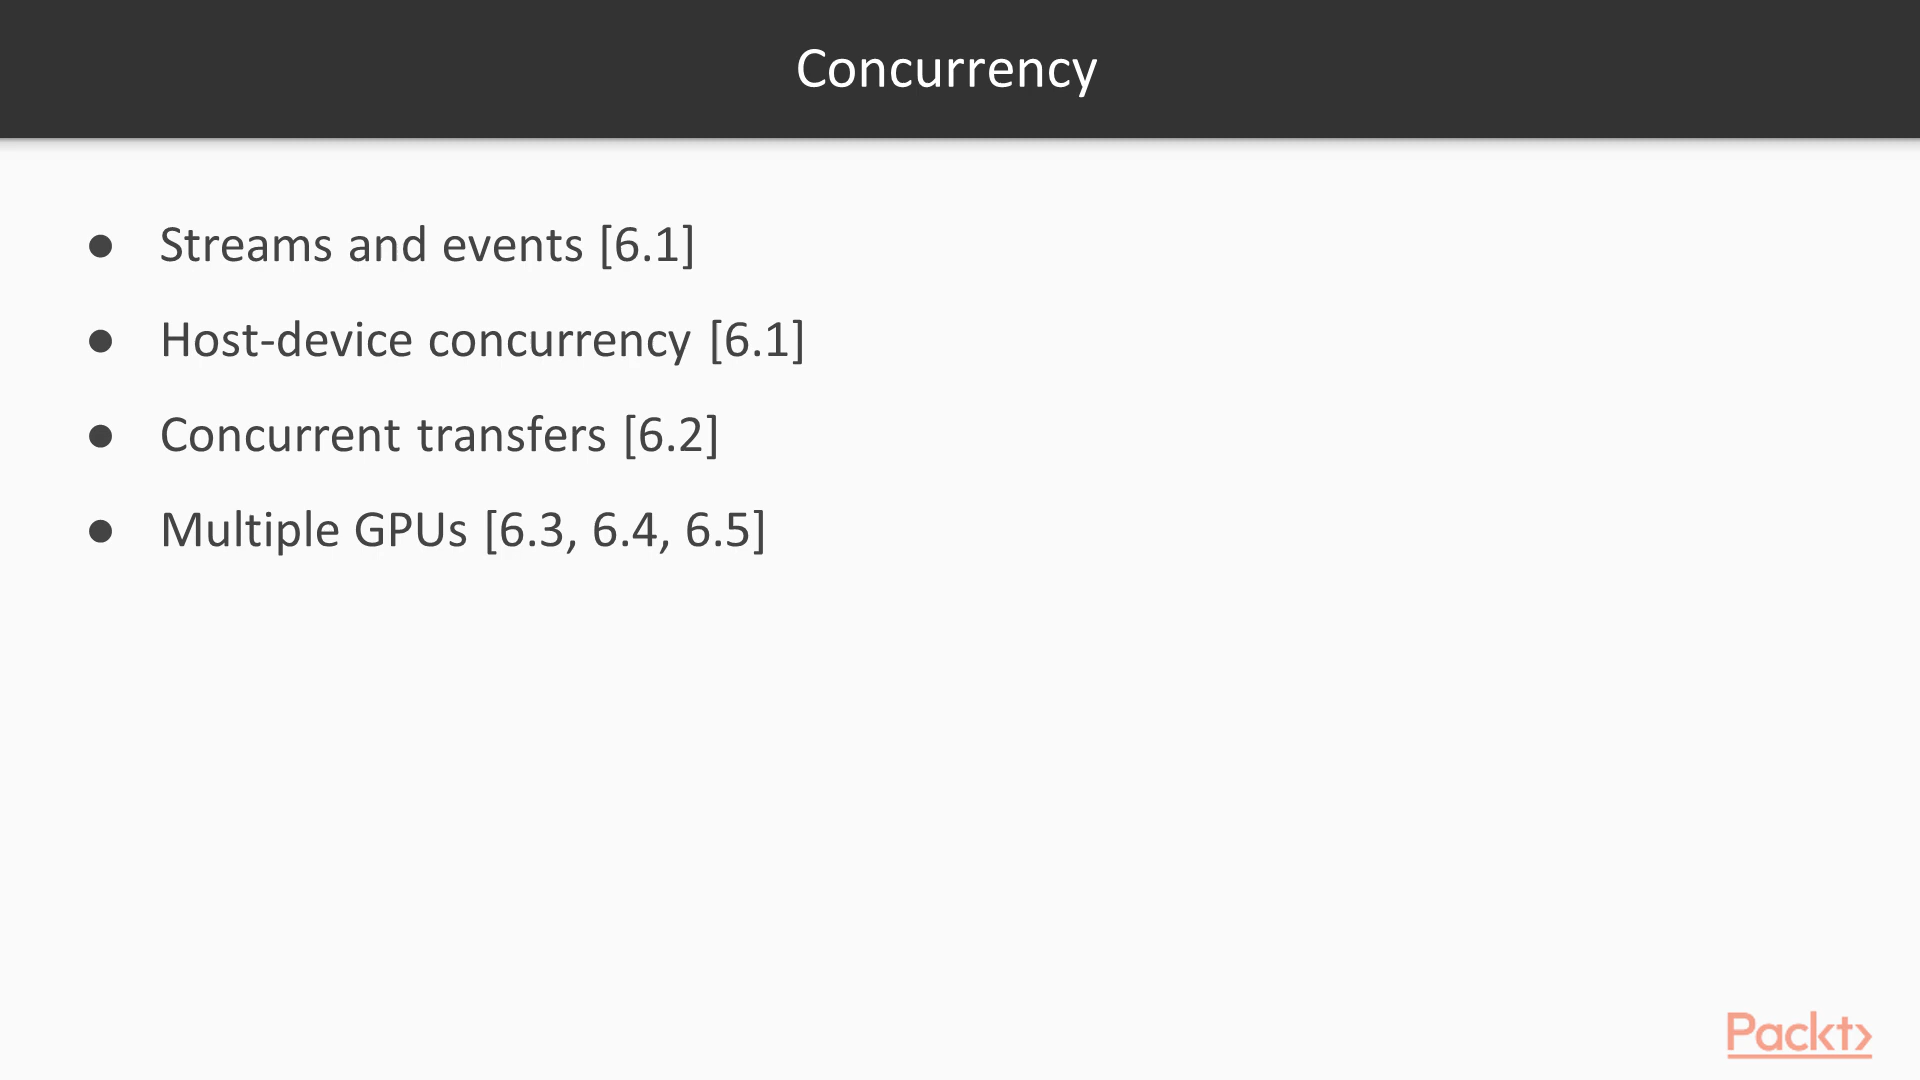 Concurrency
● Streams and events [6.1]
● Host-device concurrency [6.1]
● Concurrent transfers [6.2]
● Multiple GPUs [6.3, 6.4, 6.5]
Packt>